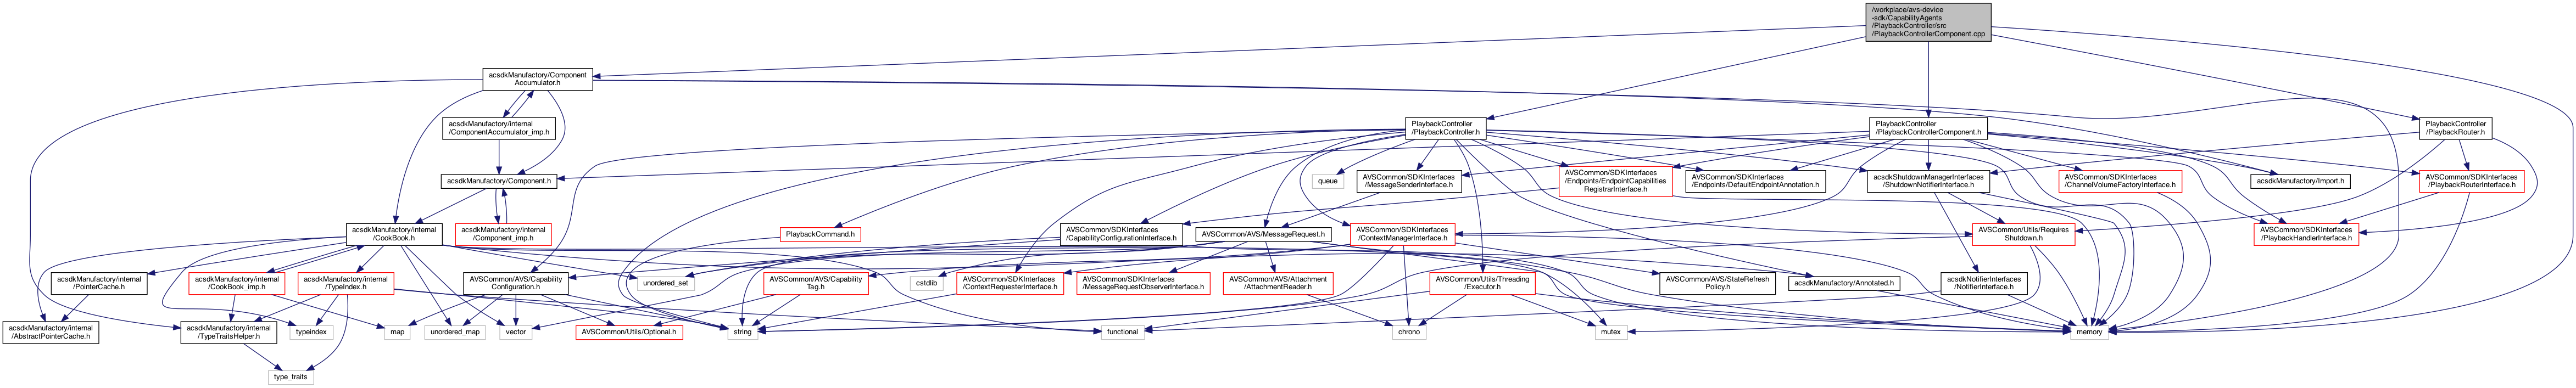 /workplace/avs-device
-sdk/CapabilityAgents
/PlaybackController/src
/PlaybackControllerComponent.cpp
acsdkManufactory/Component
Accumulator.h
acsdkManufactory/internal
/ComponentAccumulator_imp.h
PlaybackController
/PlaybackController.h
PlaybackController
/PlaybackControllerComponent.h
PlaybackController
/PlaybackRouter.h
acsdkManufactory/Component.h
queue
AVSCommon/SDKInterfaces
/MessageSenderInterface.h
AVSCommon/SDKInterfaces
/Endpoints/EndpointCapabilities
RegistrarInterface.h
AVSCommon/SDKInterfaces
/Endpoints/DefaultEndpointAnnotation.h
acsdkShutdownManagerInterfaces
/ShutdownNotifierInterface.h
AVSCommon/SDKInterfaces
/ChannelVolumeFactoryInterface.h
acsdkManufactory/Import.h
AVSCommon/SDKInterfaces
/PlaybackRouterInterface.h
acsdkManufactory/internal
/CookBook.h
acsdkManufactory/internal
/Component_imp.h
PlaybackCommand.h
AVSCommon/SDKInterfaces
/CapabilityConfigurationInterface.h
AVSCommon/AVS/MessageRequest.h
AVSCommon/SDKInterfaces
/ContextManagerInterface.h
AVSCommon/Utils/Requires
Shutdown.h
AVSCommon/SDKInterfaces
/PlaybackHandlerInterface.h
acsdkManufactory/internal
/PointerCache.h
acsdkManufactory/internal
/CookBook_imp.h
acsdkManufactory/internal
/TypeIndex.h
AVSCommon/AVS/Capability
Configuration.h
unordered_set
AVSCommon/AVS/Capability
Tag.h
cstdlib
AVSCommon/SDKInterfaces
/ContextRequesterInterface.h
AVSCommon/SDKInterfaces
/MessageRequestObserverInterface.h
AVSCommon/AVS/Attachment
/AttachmentReader.h
AVSCommon/Utils/Threading
/Executor.h
AVSCommon/AVS/StateRefresh
Policy.h
acsdkManufactory/Annotated.h
acsdkNotifierInterfaces
/NotifierInterface.h
acsdkManufactory/internal
/AbstractPointerCache.h
acsdkManufactory/internal
/TypeTraitsHelper.h
typeindex
map
unordered_map
vector
AVSCommon/Utils/Optional.h
string
functional
chrono
mutex
memory
type_traits